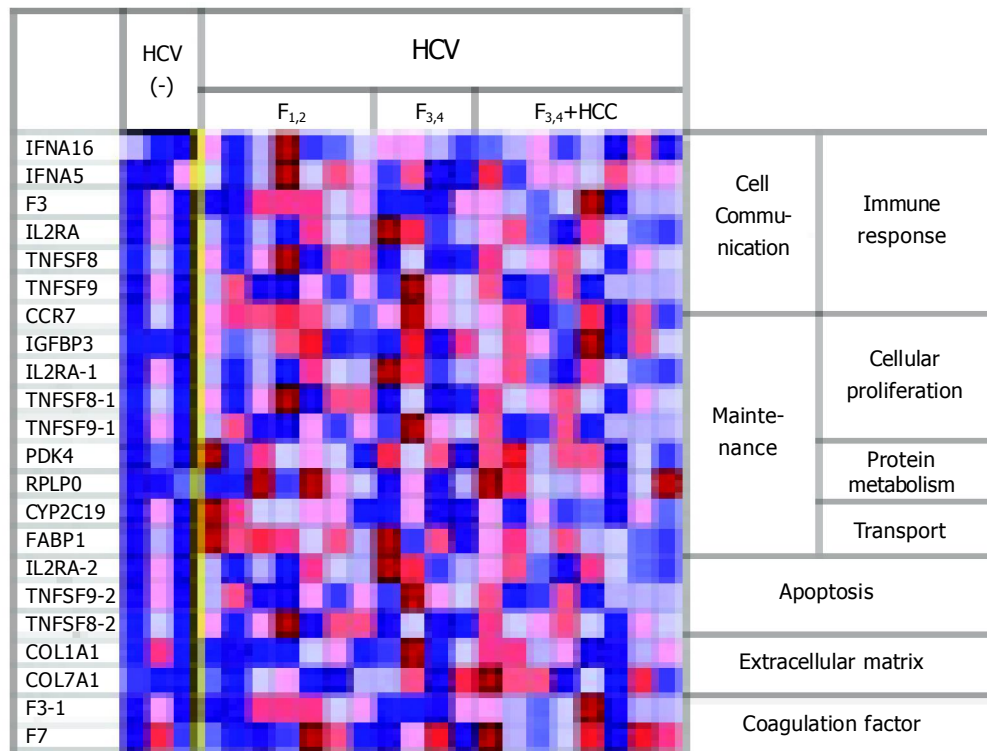 HCV
(-)
HCV
F1,2
F3,4
F3,4+HCC
IFNA16
IFNA5
F3
IL2RA
TNFSF8
TNFSF9
CCR7
IGFBP3
IL2RA-1
TNFSF8-1
TNFSF9-1
PDK4
RPLP0
CYP2C19
FABP1
IL2RA-2
TNFSF9-2
TNFSF8-2
COL1A1
COL7A1
F3-1
F7
Cell
Commu-
nication
Immune
response
Mainte-
nance
Cellular
proliferation
Protein
metabolism
Transport
Apoptosis
Extracellular matrix
Coagulation factor